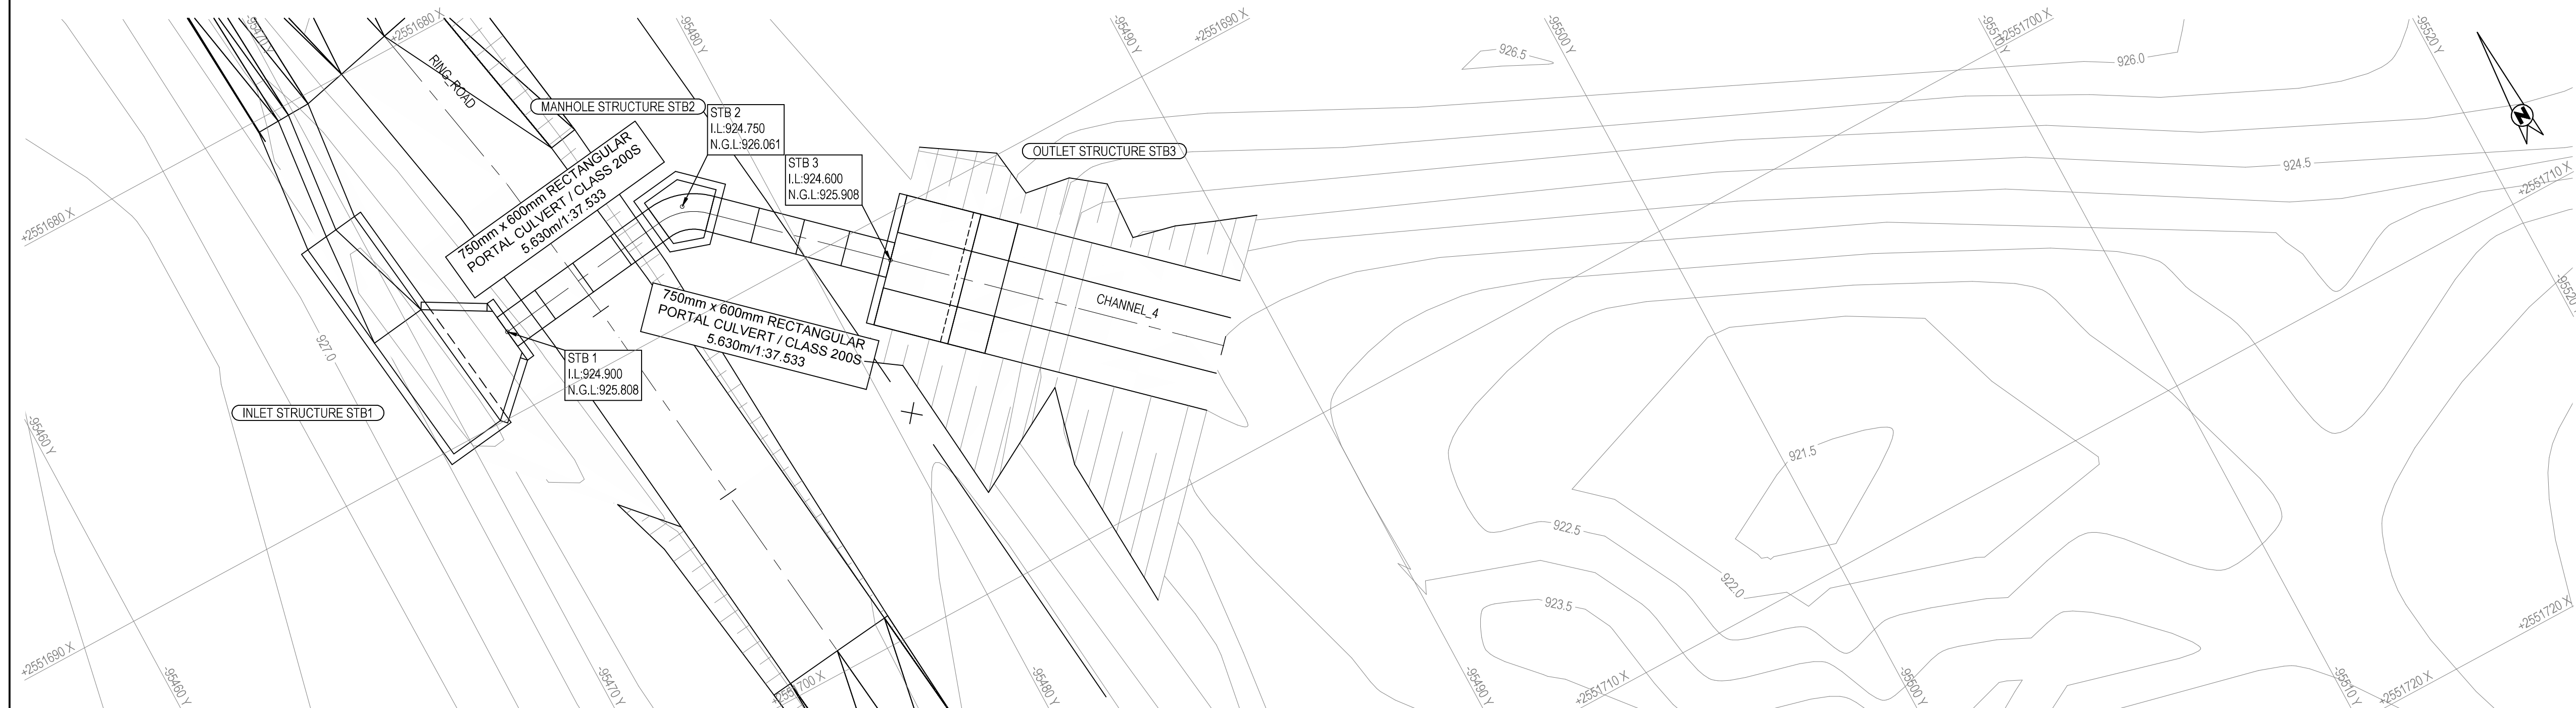 -95470 Y
+2551680 X
-95480 Y
-95490 Y
+2551690 X
-95500 Y
-95510 Y
+2551700 X
-95520 Y
926.5
926.0
RING_ROAD
MANHOLE STRUCTURE STB2
STB 2
I.L:924.750
N.G.L:926.061
N
OUTLET STRUCTURE STB3
STB 3
I.L:924.600
N.G.L:925.908
924.5
+2551710 X
750mm x 600mm RECTANGULAR
PORTAL CULVERT / CLASS 200S
5.630m/1:37.533
+2551680 X
CHANNEL_4
750mm x 600mm RECTANGULAR
PORTAL CULVERT / CLASS 200S
5.630m/1:37.533
927.0
STB 1
I.L:924.900
N.G.L:925.808
INLET STRUCTURE STB1
-95460 Y
921.5
922.5
922.0
923.5
+2551720 X
+2551690 X
-95460 Y
-95470 Y
+2551700 X
-95480 Y
-95490 Y
+2551710 X
-95500 Y
-95510 Y
+2551720 X